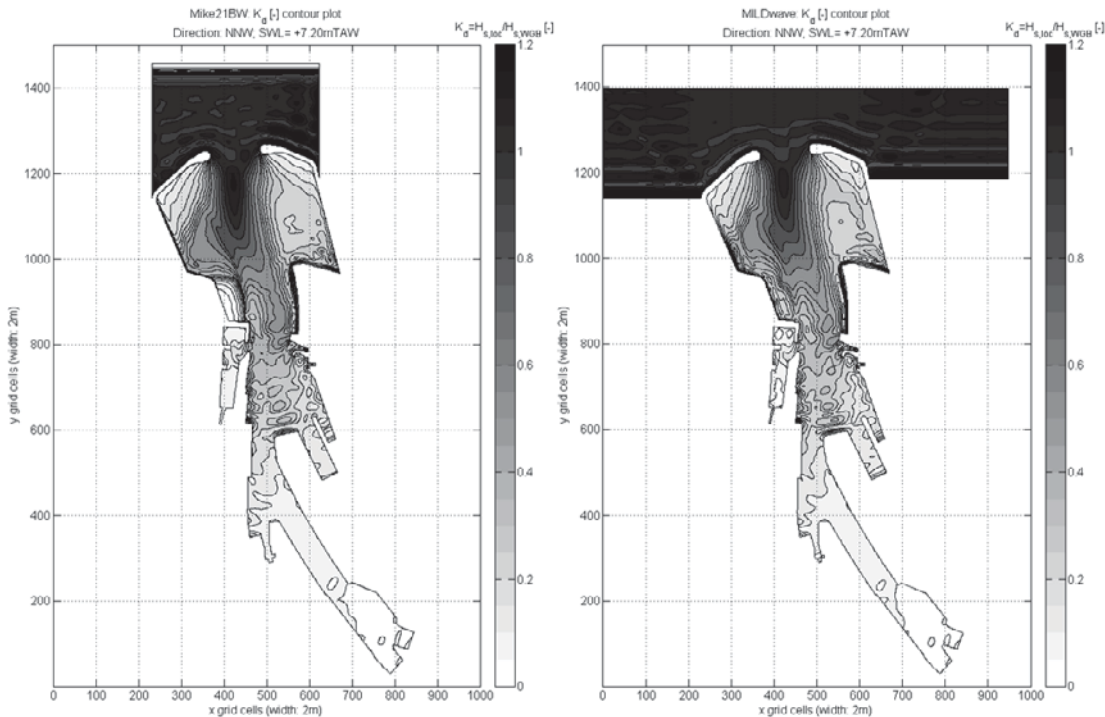 Mike21BW: K_d [-] contour plot
Direction: NNW, SWL= +7.20mTAW
K_d=H_s,loc/H_s,WGB [-]
1400
1200
1000
800
600
400
200
0 100 200 300 400 500 600 700 800 900 1000
y grid cells (width: 2m)
x grid cells (width: 2m)
1.2
1
0.8
0.6
0.4
0.2
0
MILDwave: K_d [-] contour plot
Direction: NNW, SWL= +7.20mTAW
K_d=H_s,loc/H_s,WGB [-]
1400
1200
1000
800
600
400
200
0 100 200 300 400 500 600 700 800 900 1000
y grid cells (width: 2m)
x grid cells (width: 2m)
1.2
1
0.8
0.6
0.4
0.2
0